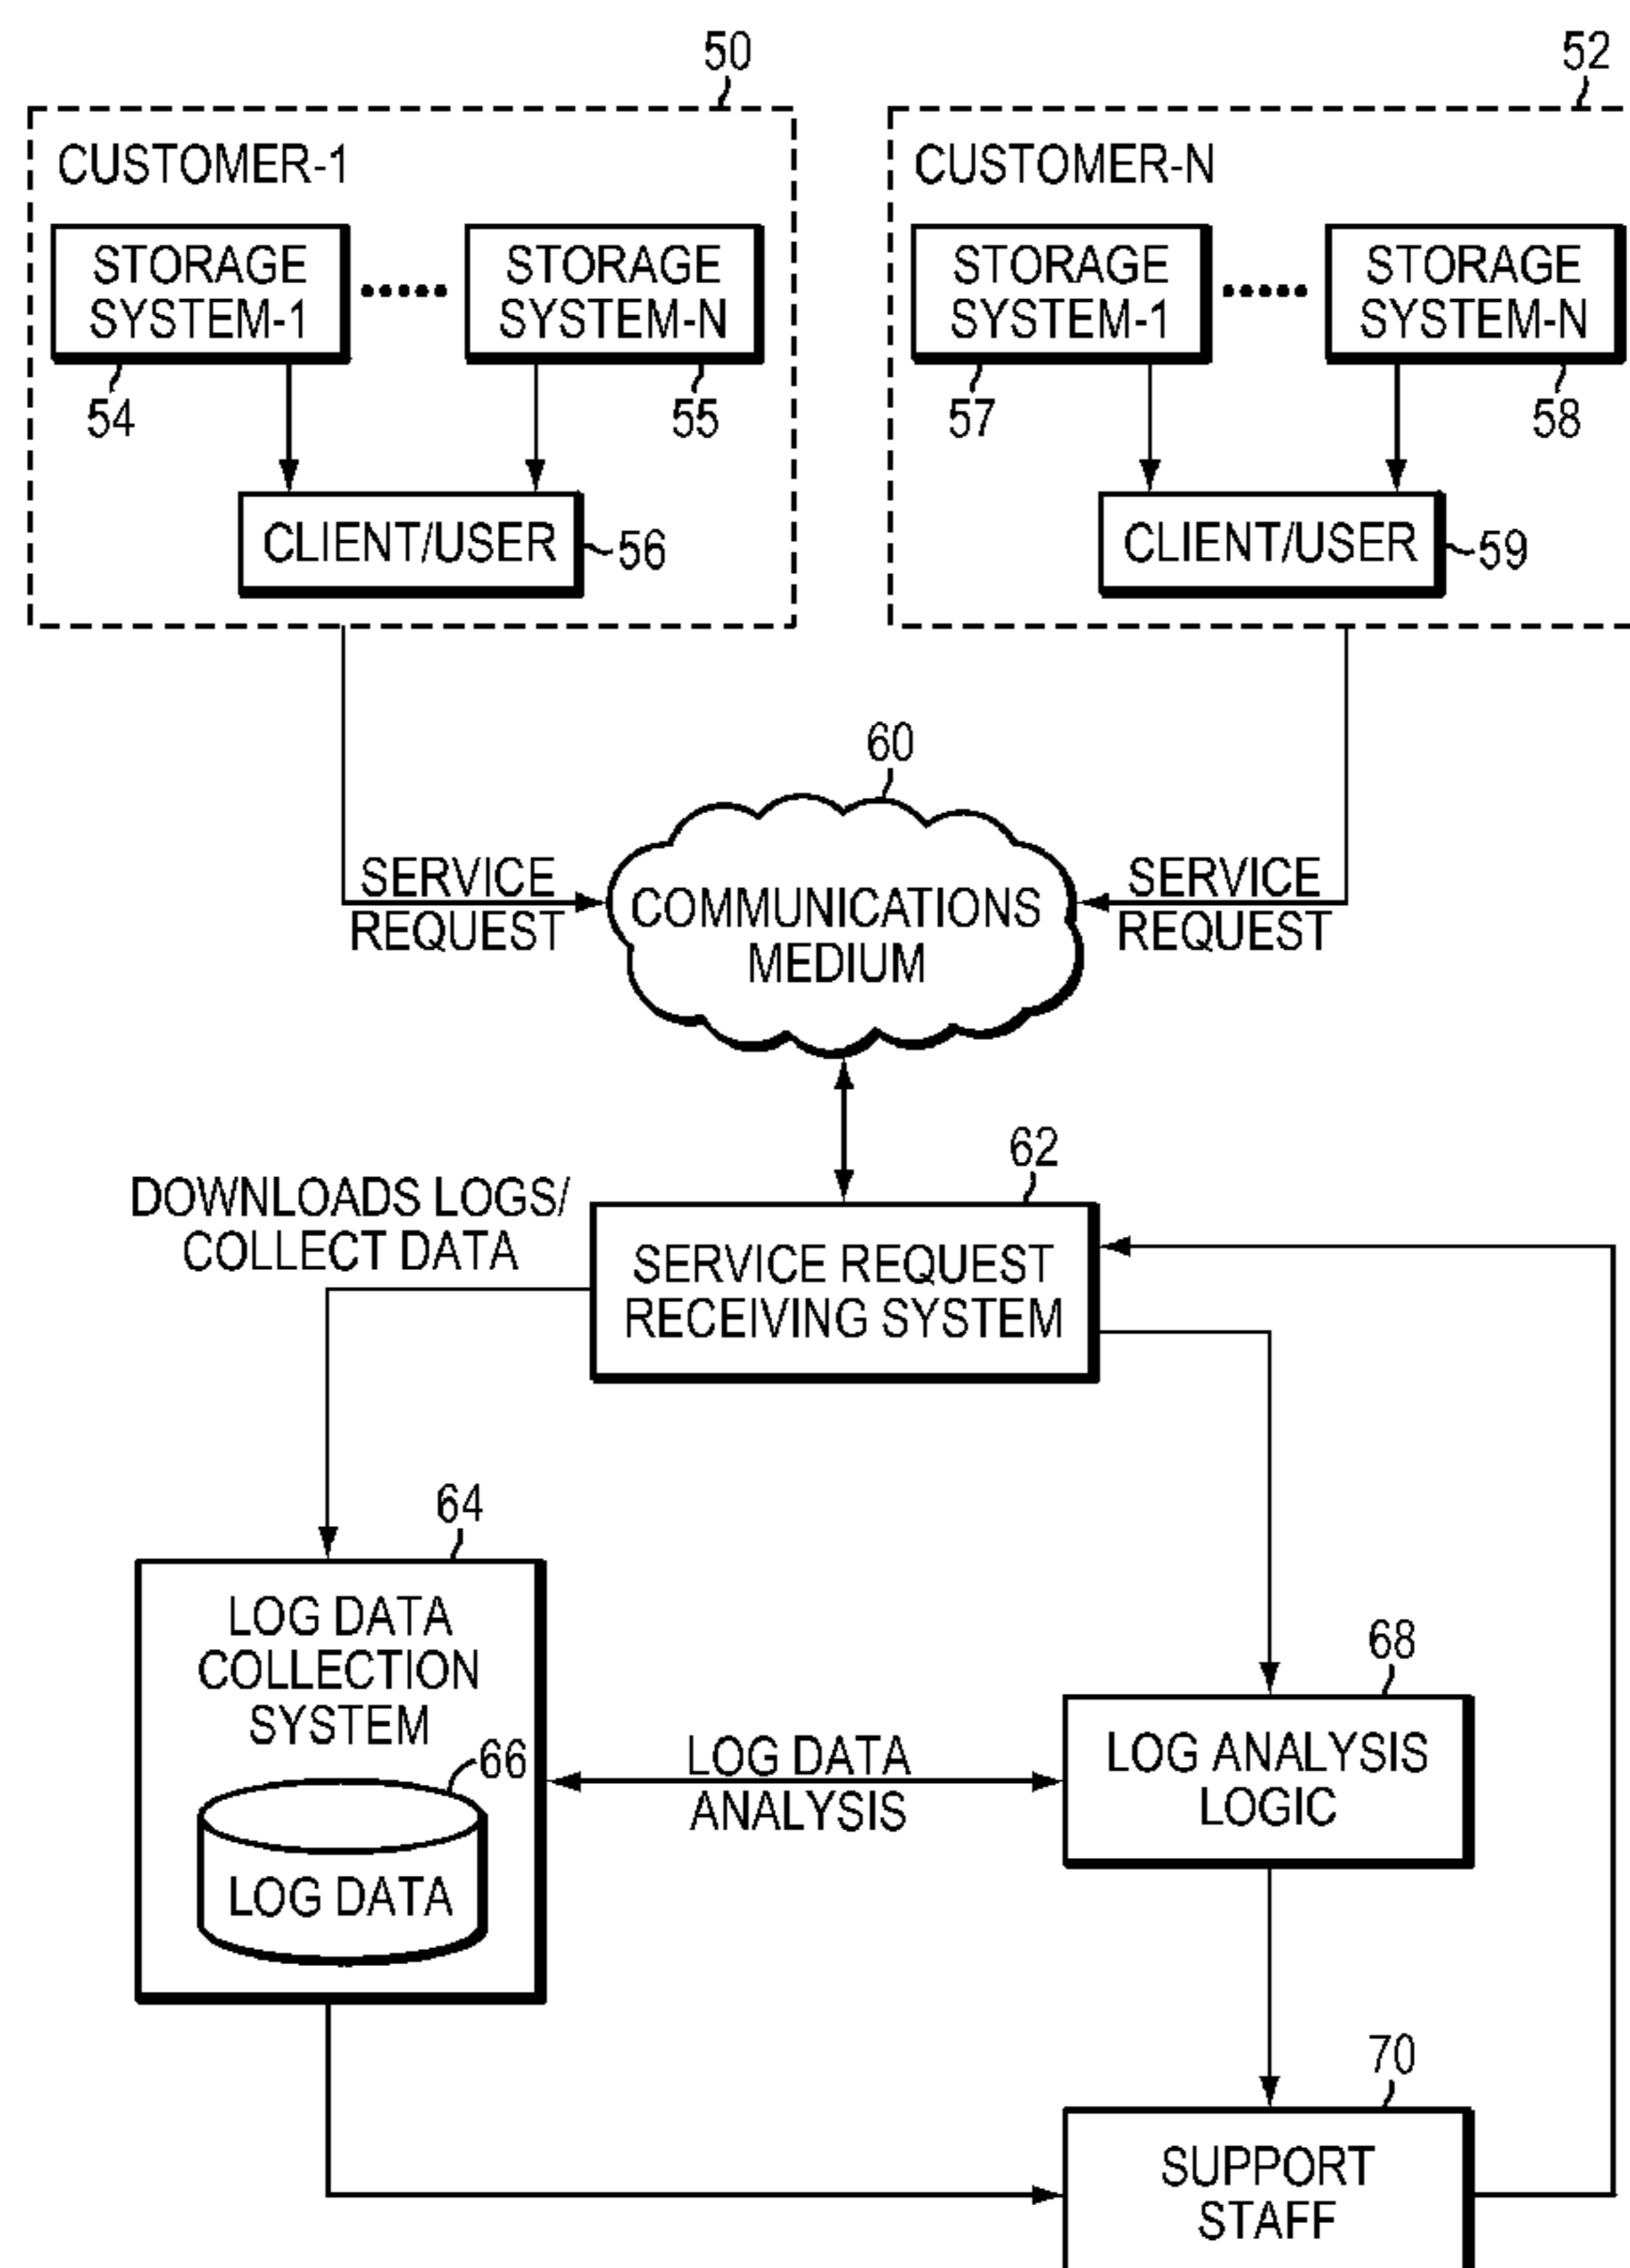 50
52
CUSTOMER-1
CUSTOMER-N
STORAGE
SYSTEM-1
STORAGE
SYSTEM-N
STORAGE
SYSTEM-1
STORAGE
SYSTEM-N
54
55
57
58
CLIENT/USER
56
CLIENT/USER
59
60
SERVICE
REQUEST
COMMUNICATIONS
MEDIUM
SERVICE
REQUEST
62
DOWNLOADS LOGS/
COLLECT DATA
SERVICE REQUEST
RECEIVING SYSTEM
64
LOG DATA
COLLECTION
SYSTEM
66
LOG DATA
LOG DATA
ANALYSIS
68
LOG ANALYSIS
LOGIC
70
SUPPORT
STAFF